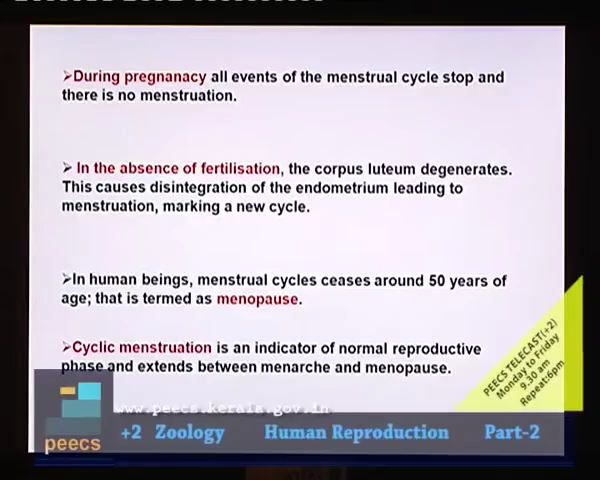 ➢During pregnanacy all events of the menstrual cycle stop and
there is no menstruation.
➢ In the absence of fertilisation, the corpus luteum degenerates.
This causes disintegration of the endometrium leading to
menstruation, marking a new cycle.
➢In human beings, menstrual cycles ceases around 50 years of
age; that is termed as menopause.
➢Cyclic menstruation is an indicator of normal reproductive
phase and extends between menarche and menopause.
PEECS TELECAST(+2)
Monday to Friday
9.30 am
Repeat:6pm
www.peecs.kerala.gov.in
peecs
+2 Zoology Human Reproduction Part-2